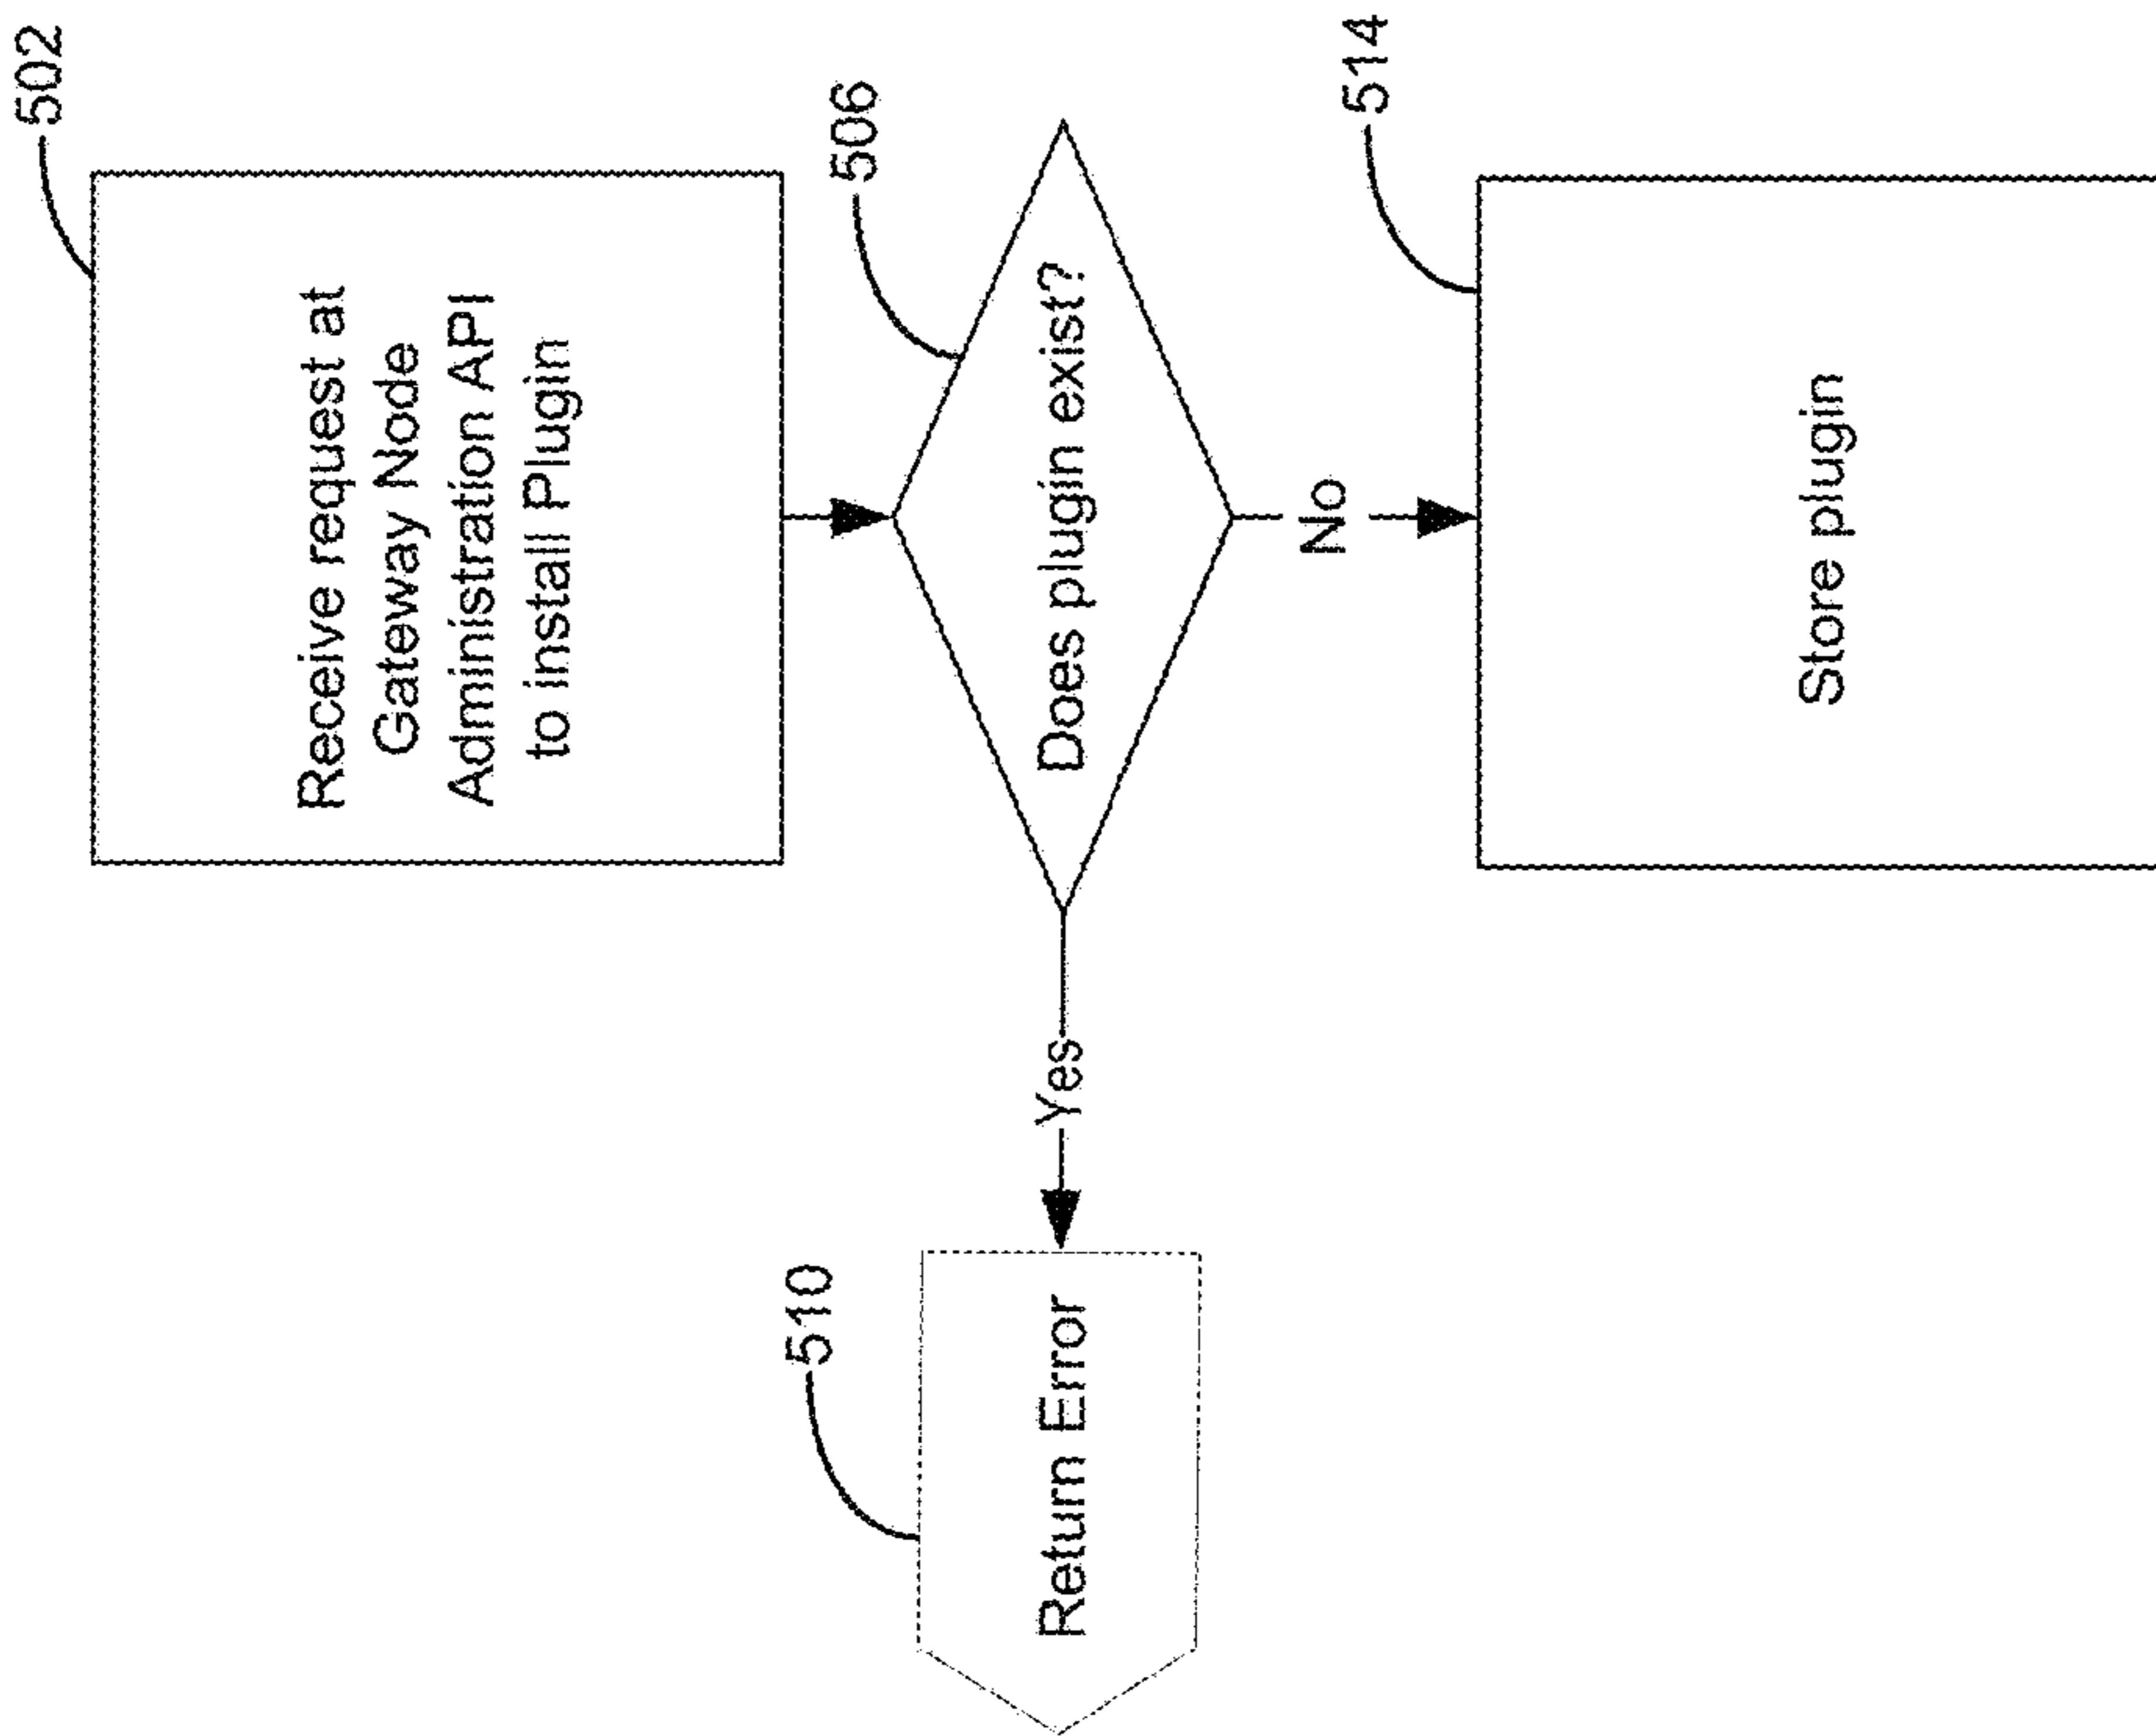 502
Receive request at
Gateway Node
Administration API
to install Plugin
506
Does plugin exist?
Yes
510
Return Error
No
514
Store plugin